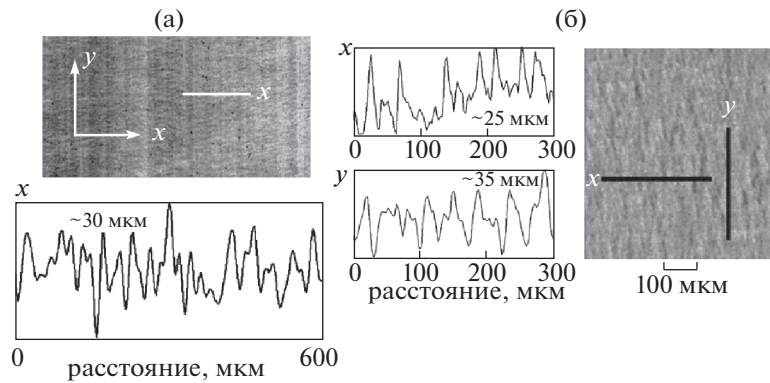 (а)
y
x
x
x
~30 мкм
0 600
расстояние, мкм
(б)
x
~25 мкм
0 100 200 300
y
~35 мкм
0 100 200 300
расстояние, мкм
y
x
100 мкм